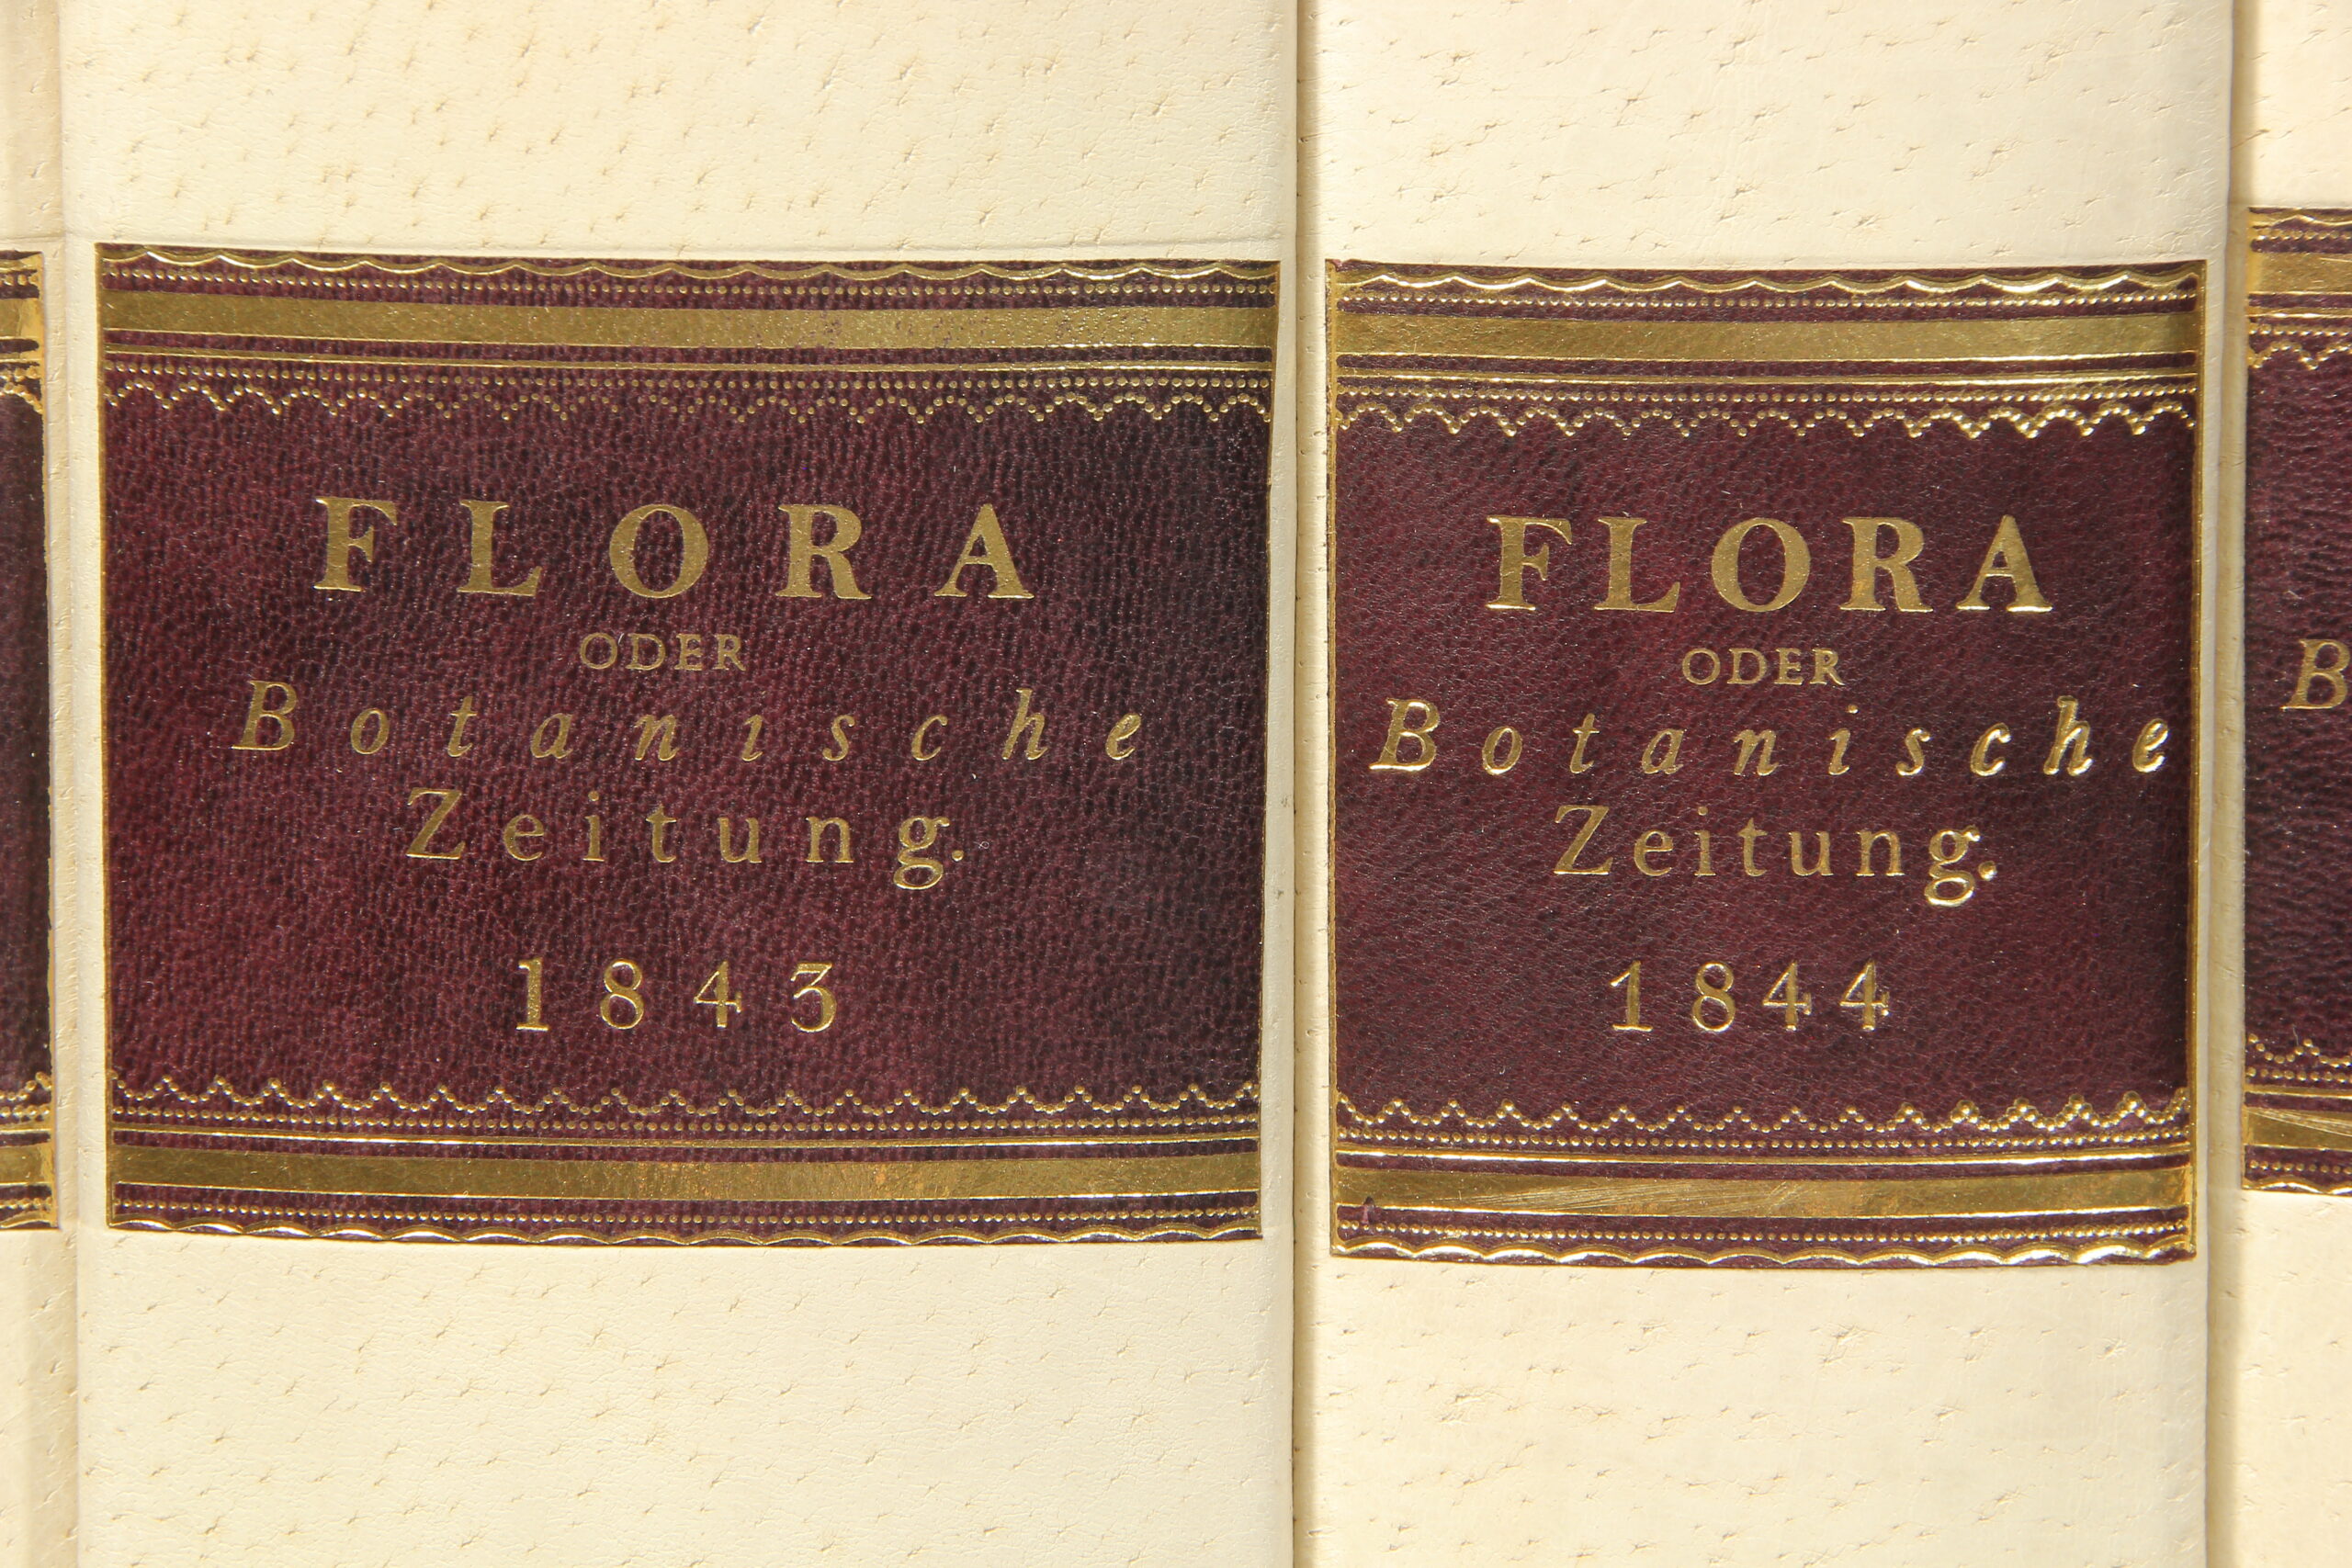 FLORA
ODER
Botanische
Zeitung.
1843
FLORA
ODER
Botanische
Zeitung.
1844
B